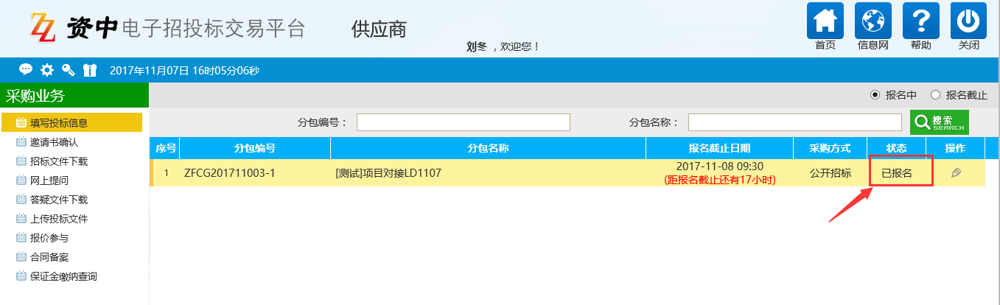 ZZ 资中 电子招投标交易平台 供应商
刘冬 ，欢迎您！
首页 信息网 帮助 关闭
2017年11月07日 16时05分06秒
采购业务
报名中 报名截止
填写投标信息
邀请书确认
招标文件下载
网上提问
答疑文件下载
上传投标文件
报价参与
合同备案
保证金缴纳查询
分包编号： 分包名称： 搜索 SEARCH
序号 分包编号 分包名称 报名截止日期 采购方式 状态 操作
1 ZFCG201711003-1 [测试]项目对接LD1107 2017-11-08 09:30 公开招标 已报名
(距报名截止还有17小时)